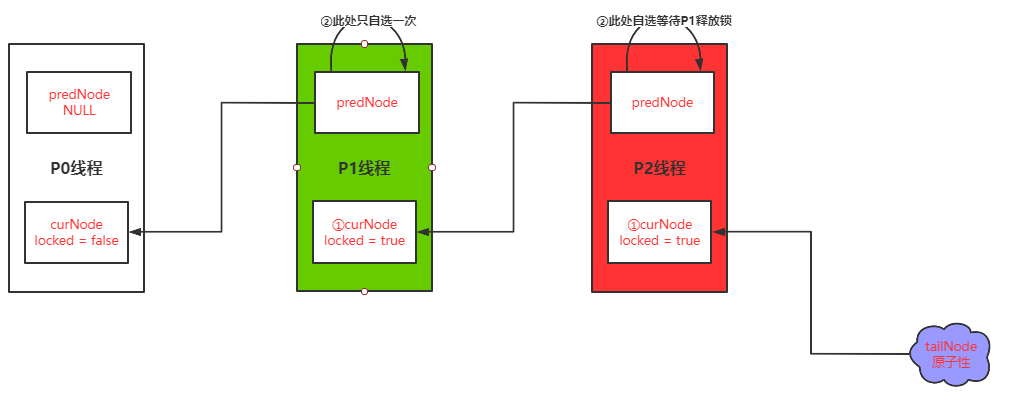 ②此处只自选一次
②此处自选等待P1释放锁
predNode
NULL
P0线程
curNode
locked = false
predNode
P1线程
①curNode
locked = true
predNode
P2线程
①curNode
locked = true
tailNode
原子性